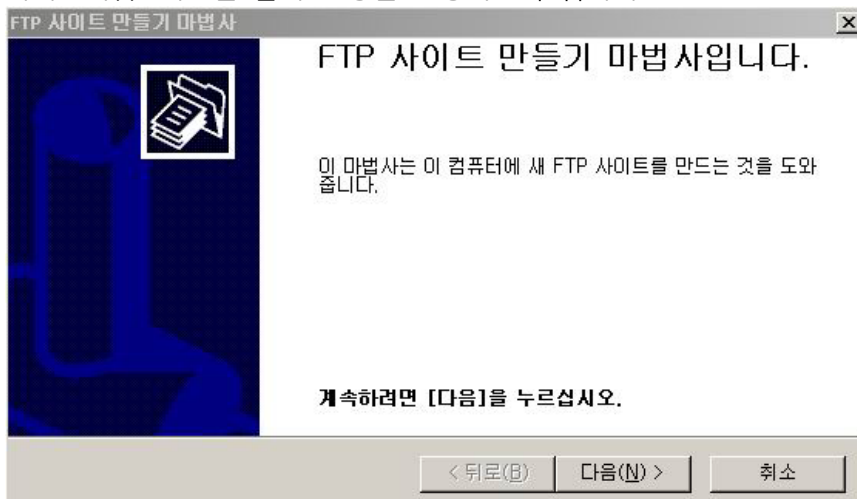 FTP 사이트 만들기 마법사
FTP 사이트 만들기 마법사입니다.
이 마법사는 이 컴퓨터에 새 FTP 사이트를 만드는 것을 도와
줍니다.
계속하려면 [다음]을 누르십시오.
< 뒤로(B) 다음(N) > 취소